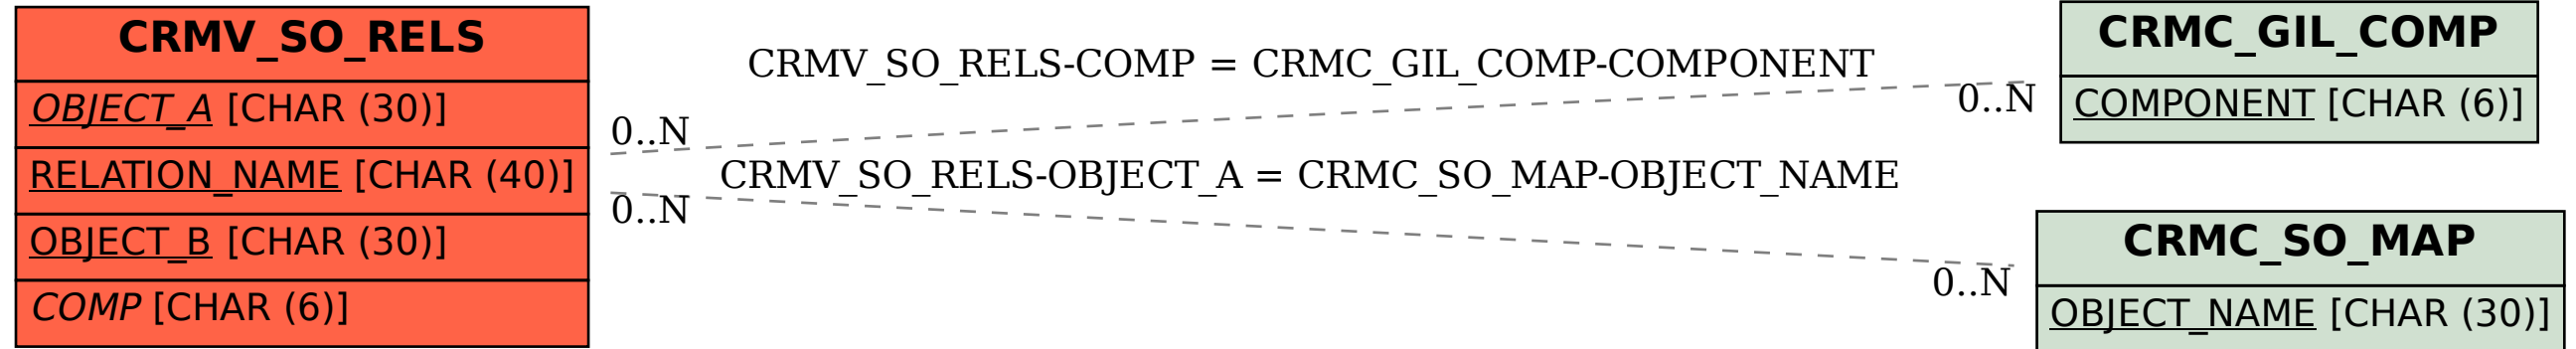 CRMV_SO_RELS
OBJECT_A [CHAR (30)]
RELATION_NAME [CHAR (40)]
OBJECT_B [CHAR (30)]
COMP [CHAR (6)]
CRMV_SO_RELS-COMP = CRMC_GIL_COMP-COMPONENT
0..N
0..N
CRMV_SO_RELS-OBJECT_A = CRMC_SO_MAP-OBJECT_NAME
0..N
0..N
CRMC_GIL_COMP
COMPONENT [CHAR (6)]
CRMC_SO_MAP
OBJECT_NAME [CHAR (30)]